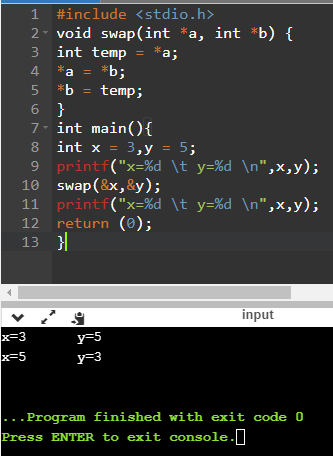 1 #include <stdio.h>
2 void swap(int *a, int *b) {
3 int temp = *a;
4 *a = *b;
5 *b = temp;
6 }
7 int main(){
8 int x = 3,y = 5;
9 printf("x=%d \t y=%d \n",x,y);
10 swap(&x,&y);
11 printf("x=%d \t y=%d \n",x,y);
12 return (0);
13 }
input
x=3 y=5
x=5 y=3
...Program finished with exit code 0
Press ENTER to exit console.